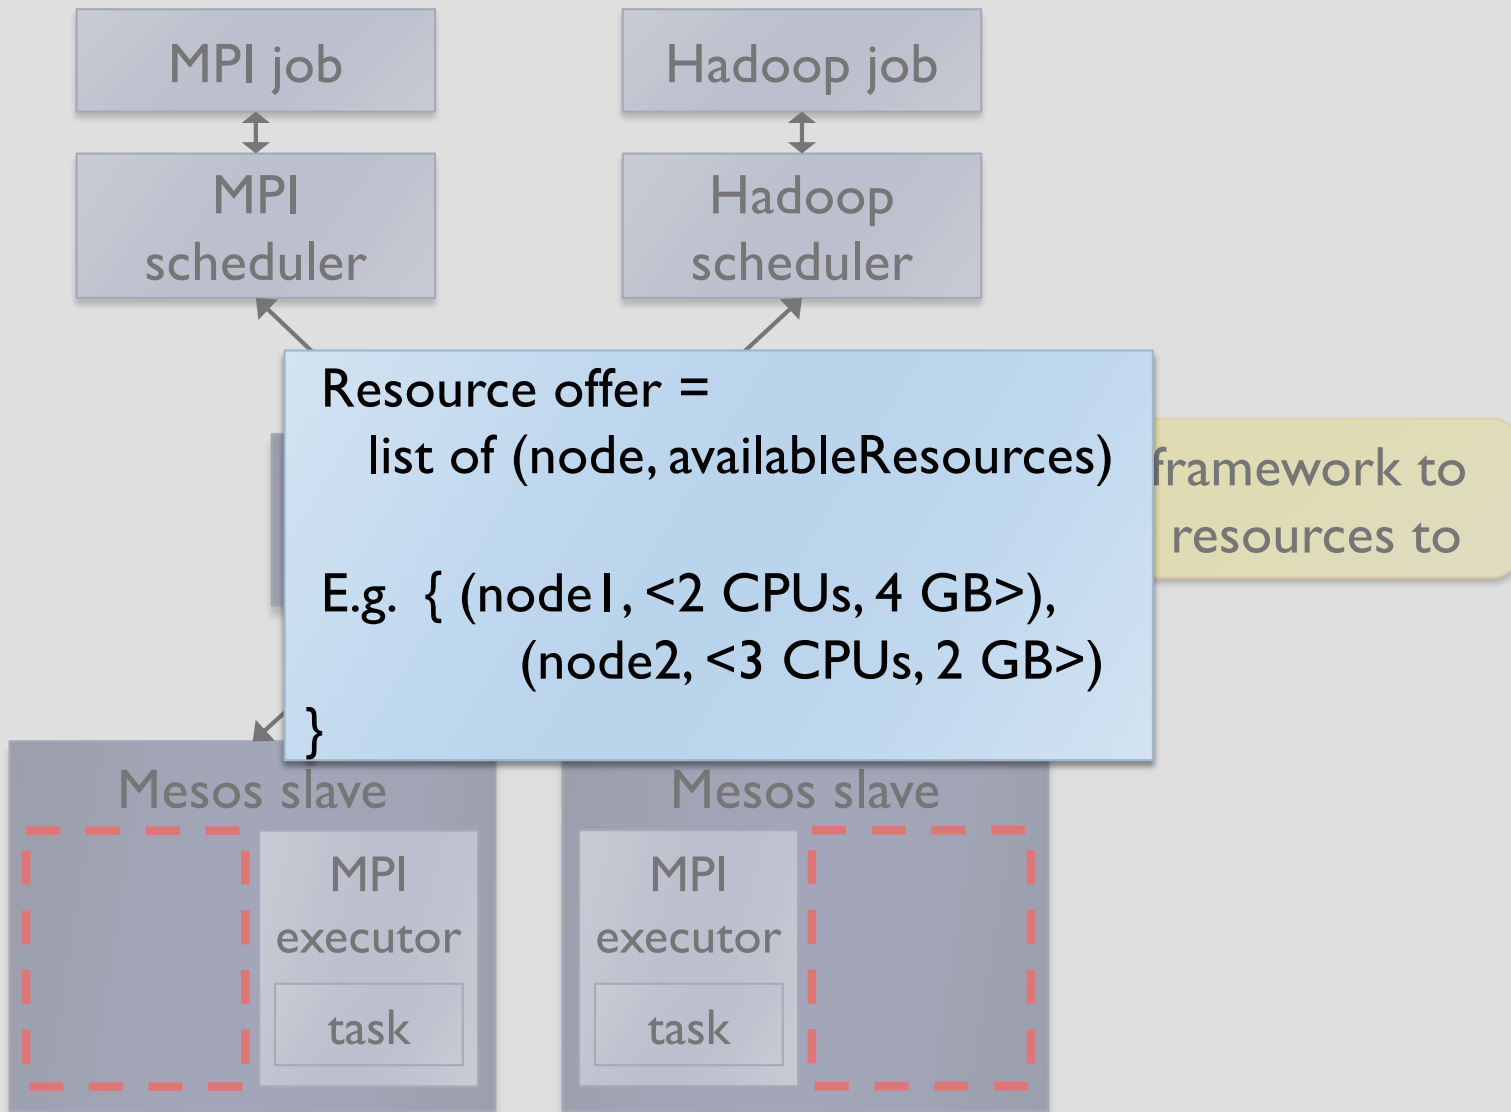 MPI job
Hadoop job
MPI
scheduler
Hadoop
scheduler
Resource offer =
list of (node, availableResources)
E.g. { (node1, <2 CPUs, 4 GB>),
(node2, <3 CPUs, 2 GB>)
}
framework to
resources to
Mesos slave
MPI
executor
task
Mesos slave
MPI
executor
task